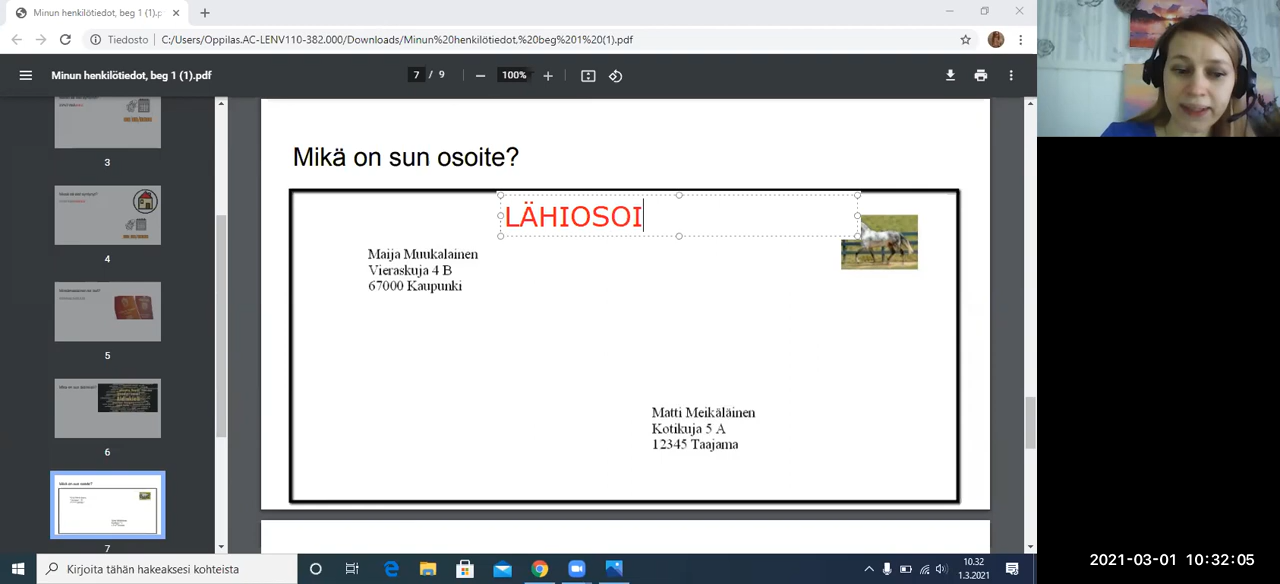 Minun henkilötiedot, beg 1 (1).p
Tiedosto
C:/Users/Oppilas.AC-LENV110-382.000/Downloads/Minun%20henkilötiedot,%20beg%201%20(1).pdf
Minun henkilötiedot, beg 1 (1).pdf
7 / 9
100%
3
4
5
6
7
Mikä on sun osoite?
LÄHIOSOI
Maija Muukalainen
Vieraskuja 4 B
67000 Kaupunki
Matti Meikäläinen
Kotikuja 5 A
12345 Taajama
Kirjoita tähän hakeaksesi kohteista
10.32
1.3.2021
2021-03-01 10:32:05